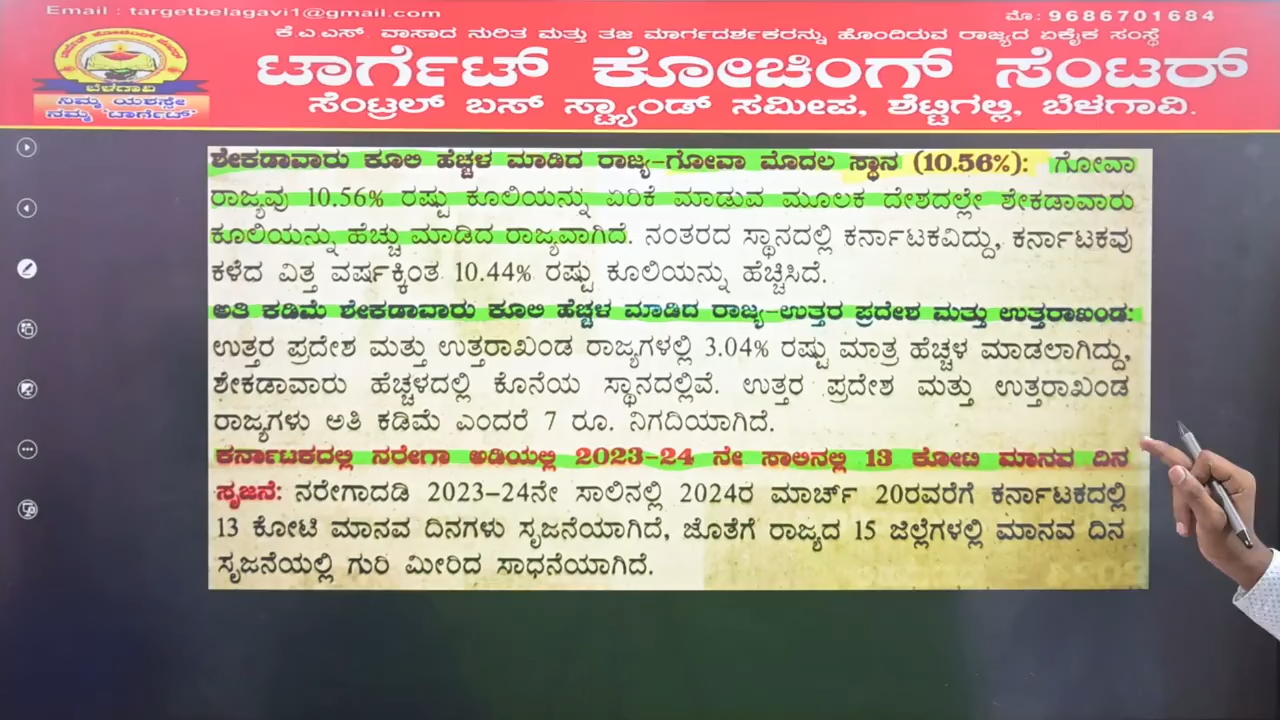 Email : targetbelagavi1@gmail.com
ಮೊ: 9686701684
ಕೆ.ಎ.ಎಸ್. ಪಾಸಾದ ನುರಿತ ಮತ್ತು ತಜ್ಞ ಮಾರ್ಗದರ್ಶಕರನ್ನು ಹೊಂದಿರುವ ರಾಜ್ಯದ ಏಕೈಕ ಸಂಸ್ಥೆ
ಟಾರ್ಗೆಟ್ ಕೋಚಿಂಗ್ ಸೆಂಟರ್
ಸೆಂಟ್ರಲ್ ಬಸ್ ಸ್ಟ್ಯಾಂಡ್ ಸಮೀಪ, ಶೆಟ್ಟಿಗಲ್ಲಿ, ಬೆಳಗಾವಿ.
ಬೆಳಗಾವಿ
ನಿಮ್ಮ ಯಶಸ್ಸೇ
ನಮ್ಮ 'ಟಾರ್ಗೆಟ್'
ಶೇಕಡಾವಾರು ಕೂಲಿ ಹೆಚ್ಚಳ ಮಾಡಿದ ರಾಜ್ಯ-ಗೋವಾ ಮೊದಲ ಸ್ಥಾನ (10.56%): ಗೋವಾ
ರಾಜ್ಯವು 10.56% ರಷ್ಟು ಕೂಲಿಯನ್ನು ಏರಿಕೆ ಮಾಡುವ ಮೂಲಕ ದೇಶದಲ್ಲೇ ಶೇಕಡಾವಾರು
ಕೂಲಿಯನ್ನು ಹೆಚ್ಚು ಮಾಡಿದ ರಾಜ್ಯವಾಗಿದೆ. ನಂತರದ ಸ್ಥಾನದಲ್ಲಿ ಕರ್ನಾಟಕವಿದ್ದು, ಕರ್ನಾಟಕವು
ಕಳೆದ ವಿತ್ತ ವರ್ಷಕ್ಕಿಂತ 10.44% ರಷ್ಟು ಕೂಲಿಯನ್ನು ಹೆಚ್ಚಿಸಿದೆ.
ಅತಿ ಕಡಿಮೆ ಶೇಕಡಾವಾರು ಕೂಲಿ ಹೆಚ್ಚಳ ಮಾಡಿದ ರಾಜ್ಯ-ಉತ್ತರ ಪ್ರದೇಶ ಮತ್ತು ಉತ್ತರಾಖಂಡ:
ಉತ್ತರ ಪ್ರದೇಶ ಮತ್ತು ಉತ್ತರಾಖಂಡ ರಾಜ್ಯಗಳಲ್ಲಿ 3.04% ರಷ್ಟು ಮಾತ್ರ ಹೆಚ್ಚಳ ಮಾಡಲಾಗಿದ್ದು,
ಶೇಕಡಾವಾರು ಹೆಚ್ಚಳದಲ್ಲಿ ಕೊನೆಯ ಸ್ಥಾನದಲ್ಲಿವೆ. ಉತ್ತರ ಪ್ರದೇಶ ಮತ್ತು ಉತ್ತರಾಖಂಡ
ರಾಜ್ಯಗಳು ಅತಿ ಕಡಿಮೆ ಎಂದರೆ 7 ರೂ. ನಿಗದಿಯಾಗಿದೆ.
ಕರ್ನಾಟಕದಲ್ಲಿ ನರೇಗಾ ಅಡಿಯಲ್ಲಿ 2023-24 ನೇ ಸಾಲಿನಲ್ಲಿ 13 ಕೋಟಿ ಮಾನವ ದಿನ
ಸೃಜನೆ: ನರೇಗಾದಡಿ 2023-24ನೇ ಸಾಲಿನಲ್ಲಿ 2024ರ ಮಾರ್ಚ್ 20ರವರೆಗೆ ಕರ್ನಾಟಕದಲ್ಲಿ
13 ಕೋಟಿ ಮಾನವ ದಿನಗಳು ಸೃಜನೆಯಾಗಿದೆ, ಜೊತೆಗೆ ರಾಜ್ಯದ 15 ಜಿಲ್ಲೆಗಳಲ್ಲಿ ಮಾನವ ದಿನ
ಸೃಜನೆಯಲ್ಲಿ ಗುರಿ ಮೀರಿದ ಸಾಧನೆಯಾಗಿದೆ.